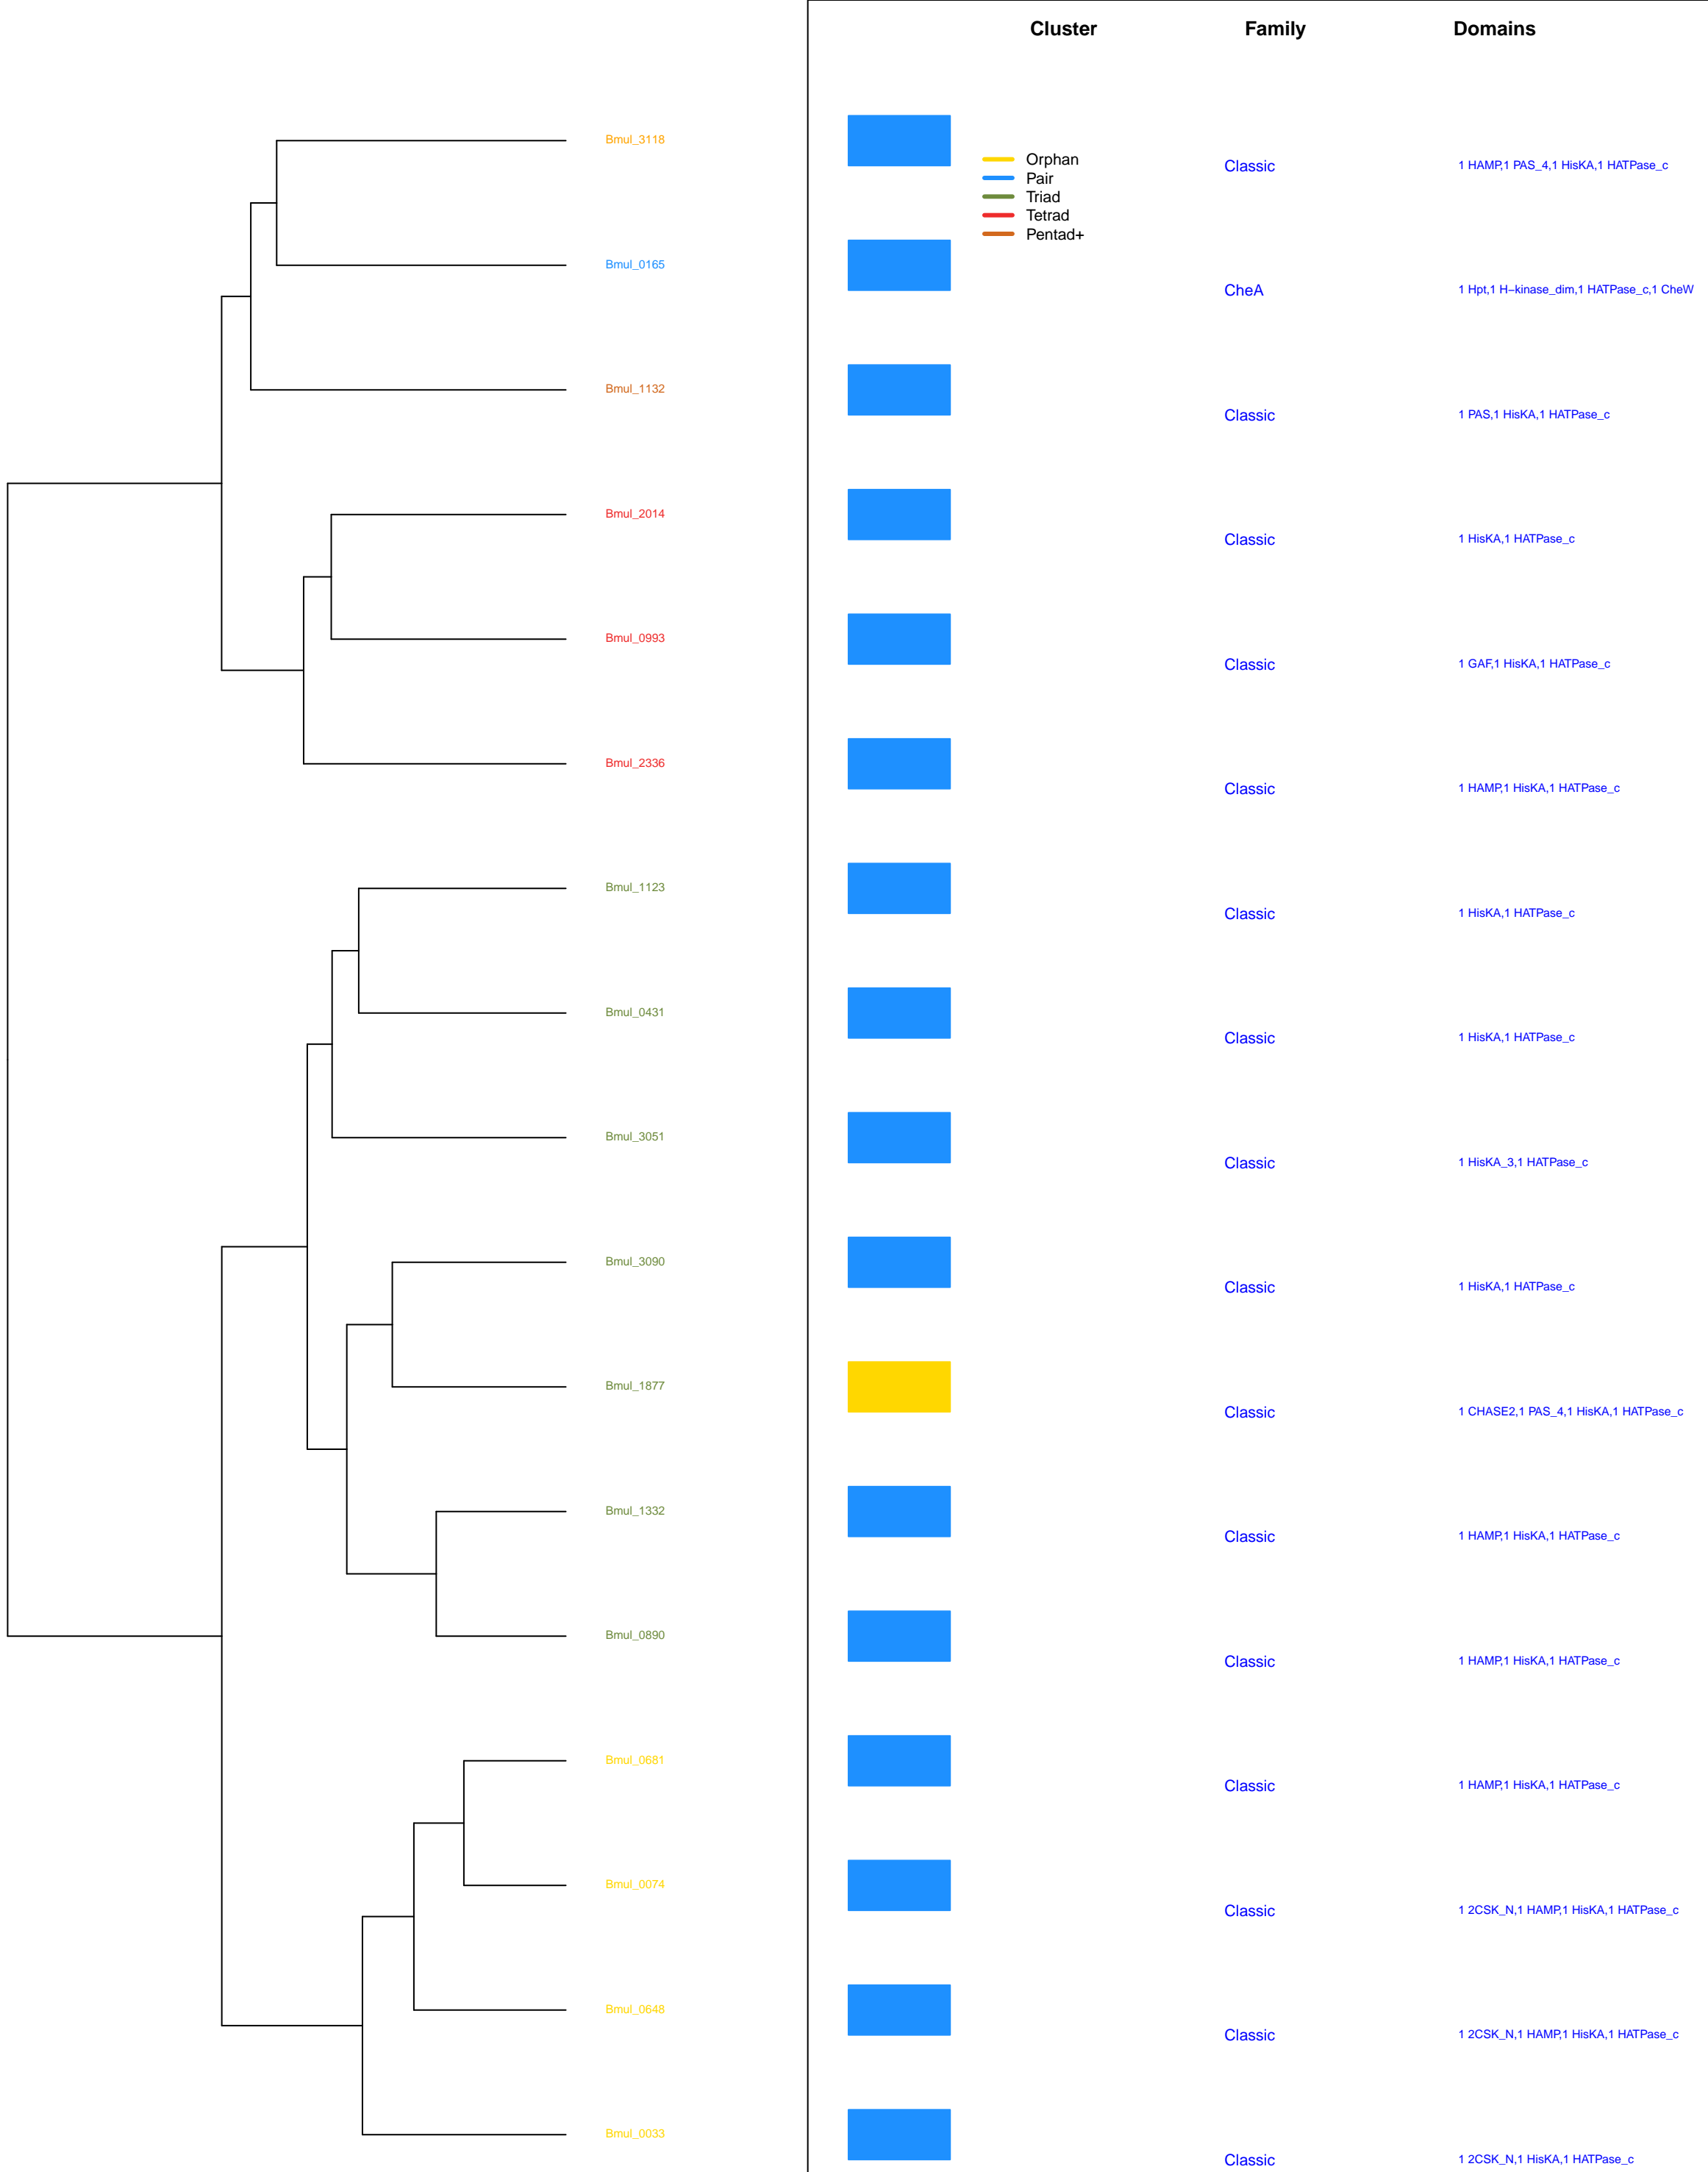 Cluster Family Domains
Bmul_3118
Orphan
Classic 1 HAMP,1 PAS_4,1 HisKA,1 HATPase_c
Pair
Triad
Tetrad
Pentad+
Bmul_0165
CheA 1 Hpt,1 H−kinase_dim,1 HATPase_c,1 CheW
Bmul_1132
Classic 1 PAS,1 HisKA,1 HATPase_c
Bmul_2014
Classic 1 HisKA,1 HATPase_c
Bmul_0993
Classic 1 GAF,1 HisKA,1 HATPase_c
Bmul_2336
Classic 1 HAMP,1 HisKA,1 HATPase_c
Bmul_1123
Classic 1 HisKA,1 HATPase_c
Bmul_0431
Classic 1 HisKA,1 HATPase_c
Bmul_3051
Classic 1 HisKA_3,1 HATPase_c
Bmul_3090
Classic 1 HisKA,1 HATPase_c
Bmul_1877
Classic 1 CHASE2,1 PAS_4,1 HisKA,1 HATPase_c
Bmul_1332
Classic 1 HAMP,1 HisKA,1 HATPase_c
Bmul_0890
Classic 1 HAMP,1 HisKA,1 HATPase_c
Bmul_0681
Classic 1 HAMP,1 HisKA,1 HATPase_c
Bmul_0074
Classic 1 2CSK_N,1 HAMP,1 HisKA,1 HATPase_c
Bmul_0648
Classic 1 2CSK_N,1 HAMP,1 HisKA,1 HATPase_c
Bmul_0033
Classic 1 2CSK_N,1 HisKA,1 HATPase_c